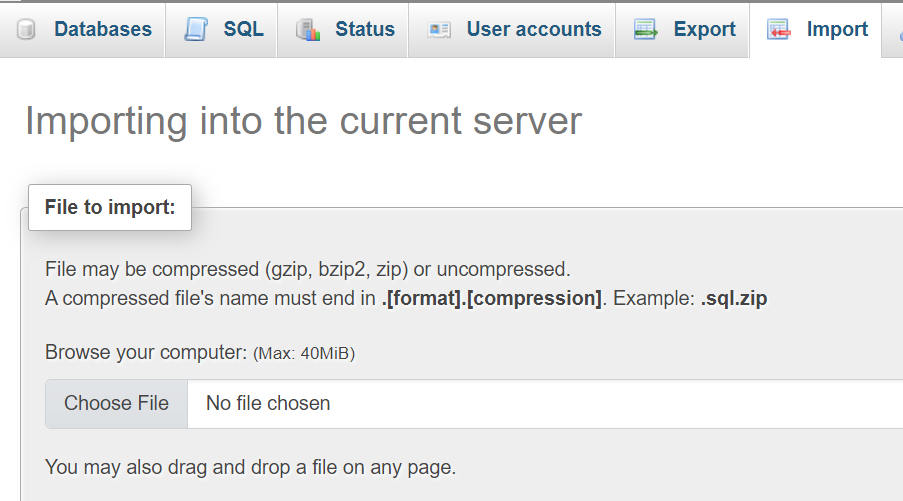 Databases SQL Status User accounts Export Import
Importing into the current server
File to import:
File may be compressed (gzip, bzip2, zip) or uncompressed.
A compressed file's name must end in .[format].[compression]. Example: .sql.zip
Browse your computer: (Max: 40MiB)
Choose File No file chosen
You may also drag and drop a file on any page.